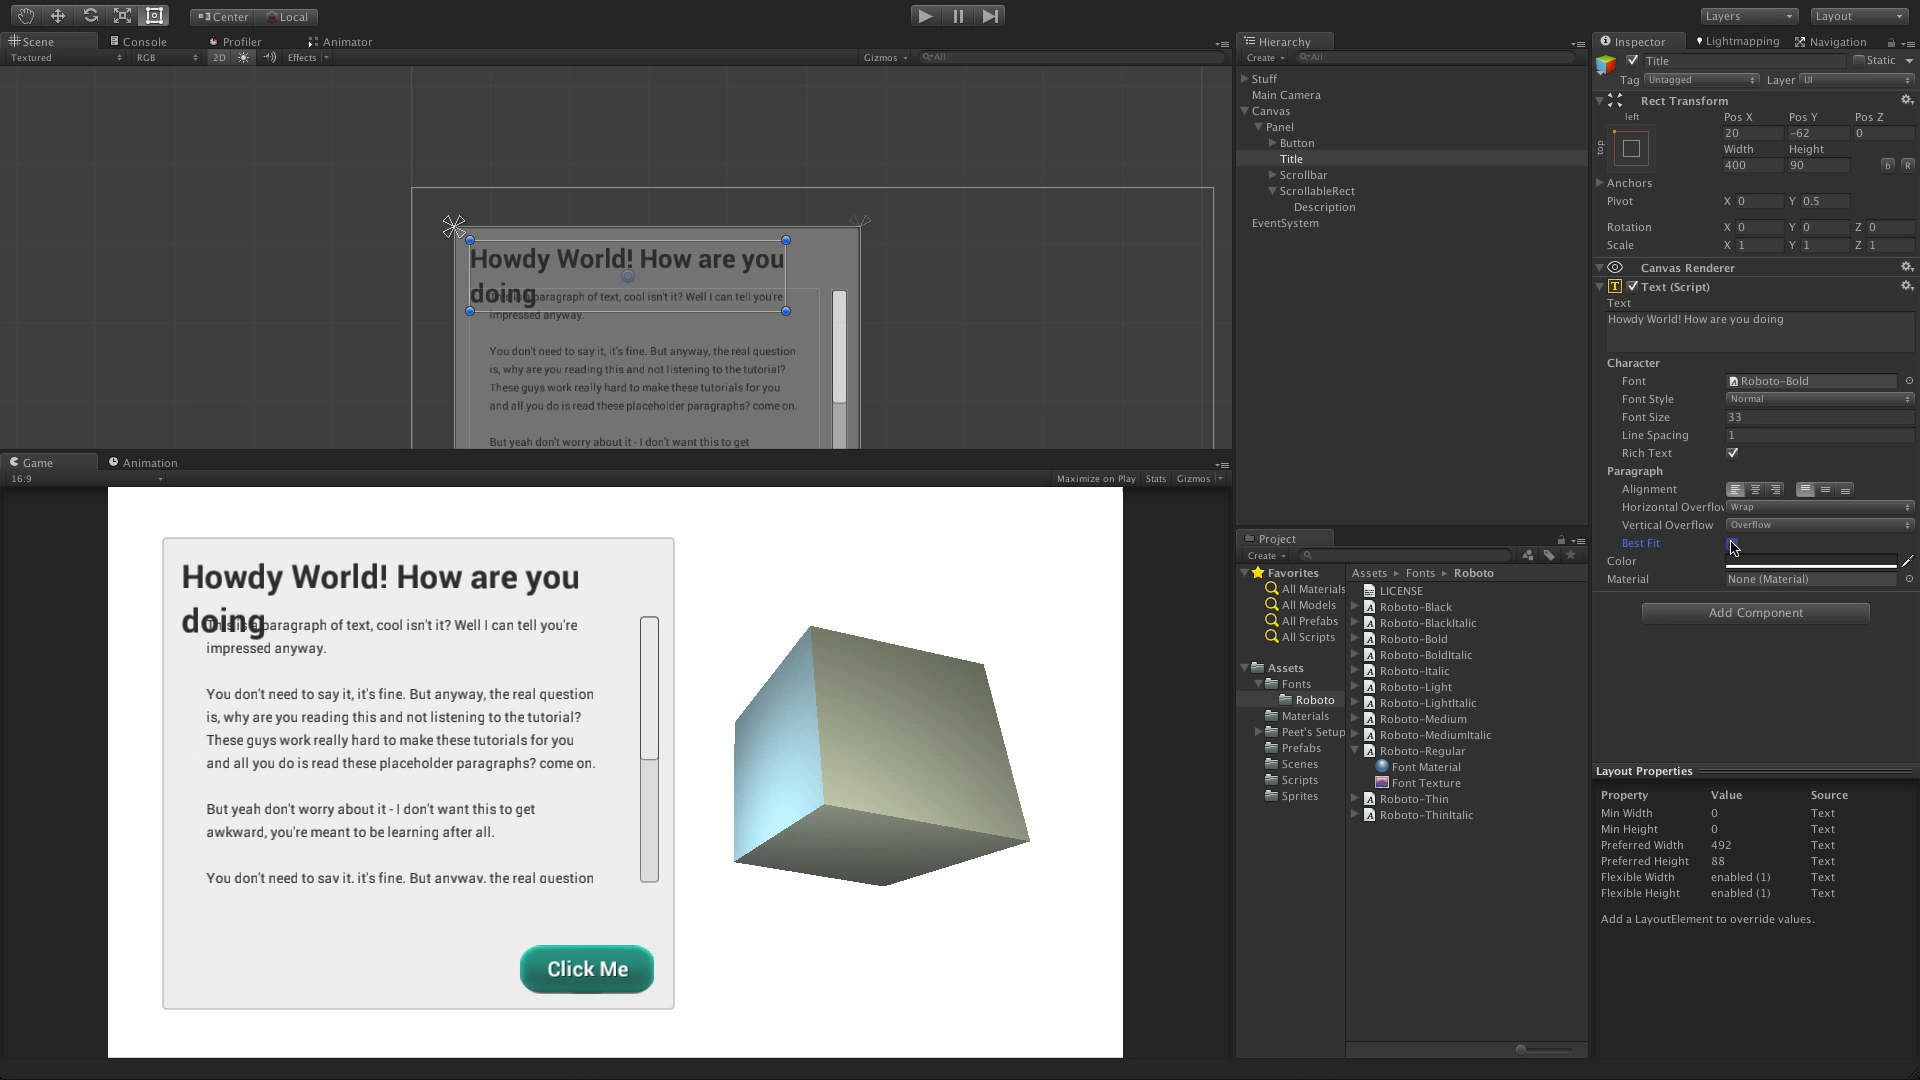 Center
Local
Layers
Layout
Scene
Console
Profiler
Animator
Textured
RGB
2D
Effects
Gizmos
All
Howdy World! How are you
doing
This is a paragraph of text, cool isn't it? Well I can tell you're
impressed anyway.
You don't need to say it, it's fine. But anyway, the real question
is, why are you reading this and not listening to the tutorial?
These guys work really hard to make these tutorials for you
and all you do is read these placeholder paragraphs? come on.
But yeah don't worry about it - I don't want this to get
Game
Animation
16:9
Maximize on Play
Stats
Gizmos
Howdy World! How are you
doing
This is a paragraph of text, cool isn't it? Well I can tell you're
impressed anyway.
You don't need to say it, it's fine. But anyway, the real question
is, why are you reading this and not listening to the tutorial?
These guys work really hard to make these tutorials for you
and all you do is read these placeholder paragraphs? come on.
But yeah don't worry about it - I don't want this to get
awkward, you're meant to be learning after all.
You don't need to say it, it's fine. But anyway, the real question
Click Me
Hierarchy
Create
All
Stuff
Main Camera
Canvas
Panel
Button
Title
Scrollbar
ScrollableRect
Description
EventSystem
Project
Create
Favorites
All Materials
All Models
All Prefabs
All Scripts
Assets
Fonts
Roboto
Materials
Peet's Setup
Prefabs
Scenes
Scripts
Sprites
Assets Fonts Roboto
LICENSE
Roboto-Black
Roboto-BlackItalic
Roboto-Bold
Roboto-BoldItalic
Roboto-Italic
Roboto-Light
Roboto-LightItalic
Roboto-Medium
Roboto-MediumItalic
Roboto-Regular
Font Material
Font Texture
Roboto-Thin
Roboto-ThinItalic
Inspector
Lightmapping
Navigation
Title
Static
Tag Untagged Layer UI
Rect Transform
left
top
Pos X Pos Y Pos Z
20 -62 0
Width Height
400 90
b R
Anchors
Pivot X 0 Y 0.5
Rotation X 0 Y 0 Z 0
Scale X 1 Y 1 Z 1
Canvas Renderer
T Text (Script)
Text
Howdy World! How are you doing
Character
Font Roboto-Bold
Font Style Normal
Font Size 33
Line Spacing 1
Rich Text
Paragraph
Alignment
Horizontal Overflow Wrap
Vertical Overflow Overflow
Best Fit
Color
Material None (Material)
Add Component
Layout Properties
Property Value Source
Min Width 0 Text
Min Height 0 Text
Preferred Width 492 Text
Preferred Height 88 Text
Flexible Width enabled (1) Text
Flexible Height enabled (1) Text
Add a LayoutElement to override values.